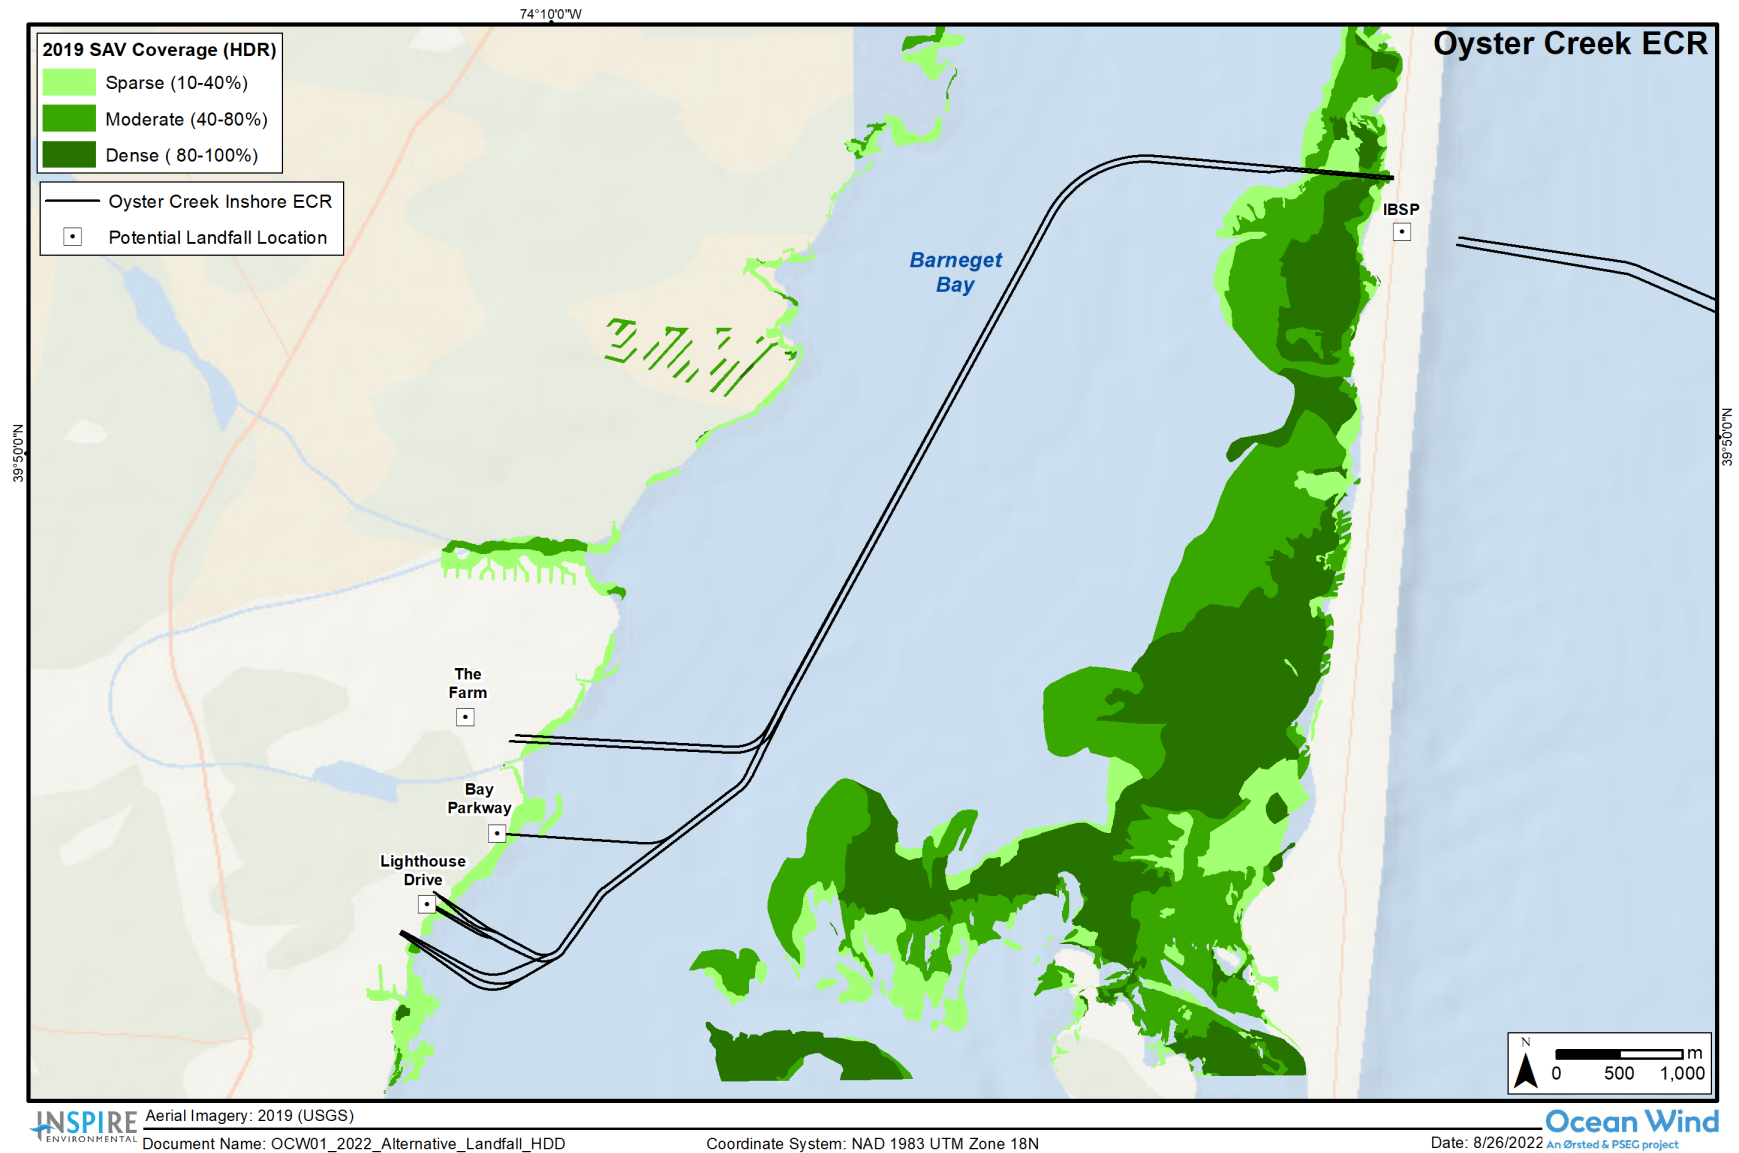 74°10'0"W
Oyster Creek ECR
2019 SAV Coverage (HDR)
Sparse (10-40%)
Moderate (40-80%)
Dense ( 80-100%)
Oyster Creek Inshore ECR
Potential Landfall Location
IBSP
Barneget
Bay
39°50'0"N
39°50'0"N
The
Farm
Bay
Parkway
Lighthouse
Drive
N
m
0 500 1,000
INSPIRE
ENVIRONMENTAL
Aerial Imagery: 2019 (USGS)
Document Name: OCW01_2022_Alternative_Landfall_HDD
Coordinate System: NAD 1983 UTM Zone 18N
Date: 8/26/2022
Ocean Wind
An Ørsted & PSEG project